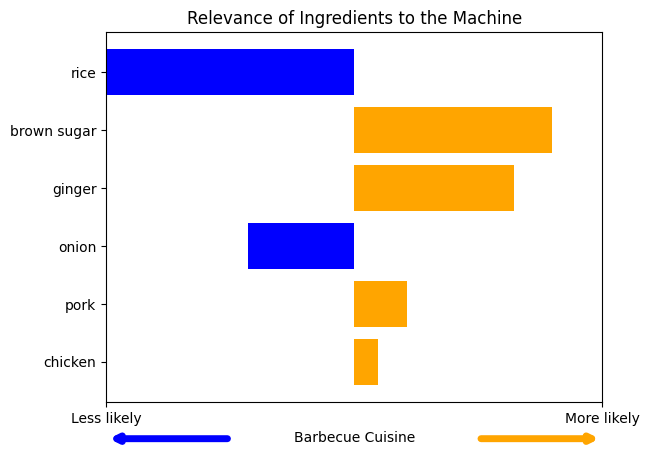 Relevance of Ingredients to the Machine
rice
brown sugar
ginger
onion
pork
chicken
Less likely
More likely
Barbecue Cuisine